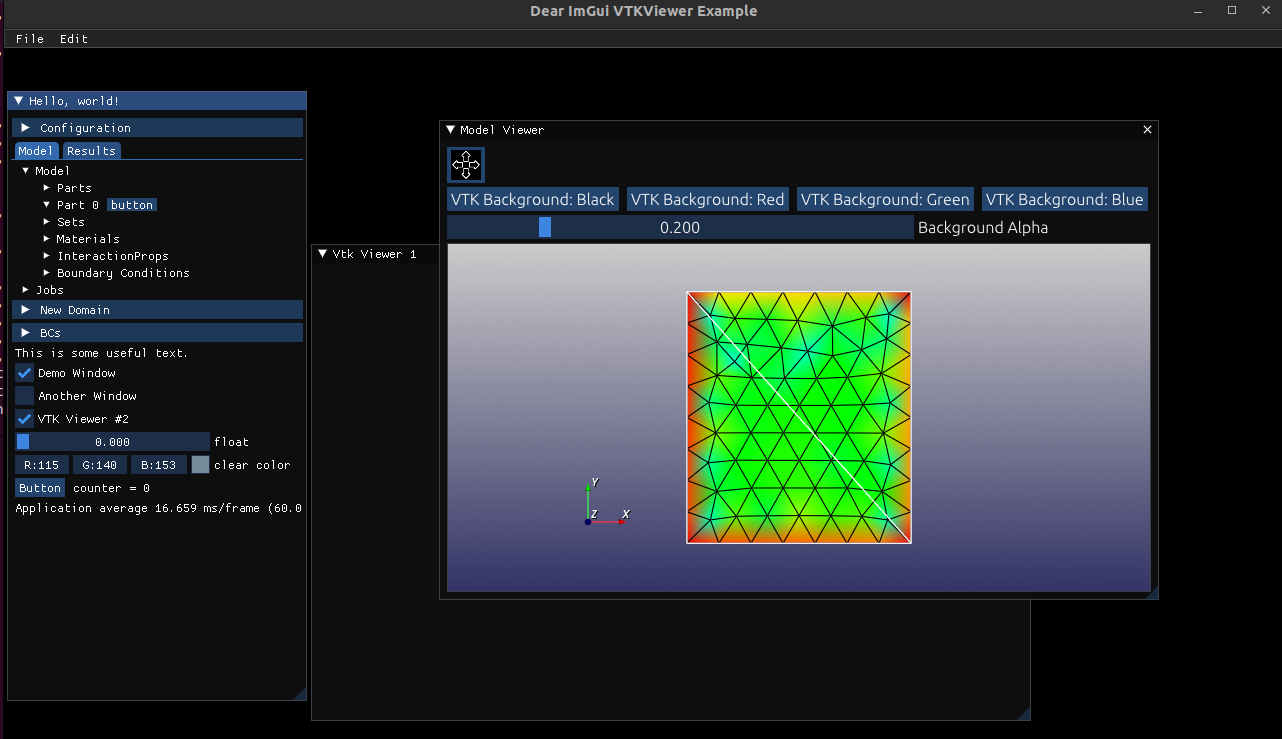 Dear ImGui VTKViewer Example
File Edit
Hello, world!
Configuration
Model Results
Model
Parts
Part 0 button
Sets
Materials
InteractionProps
Boundary Conditions
Jobs
New Domain
BCs
This is some useful text.
Demo Window
Another Window
VTK Viewer #2
0.000 float
R:115 G:140 B:153 clear color
Button counter = 0
Application average 16.659 ms/frame (60.0
Vtk Viewer 1
Model Viewer
VTK Background: Black VTK Background: Red VTK Background: Green VTK Background: Blue
0.200 Background Alpha
Y
Z X